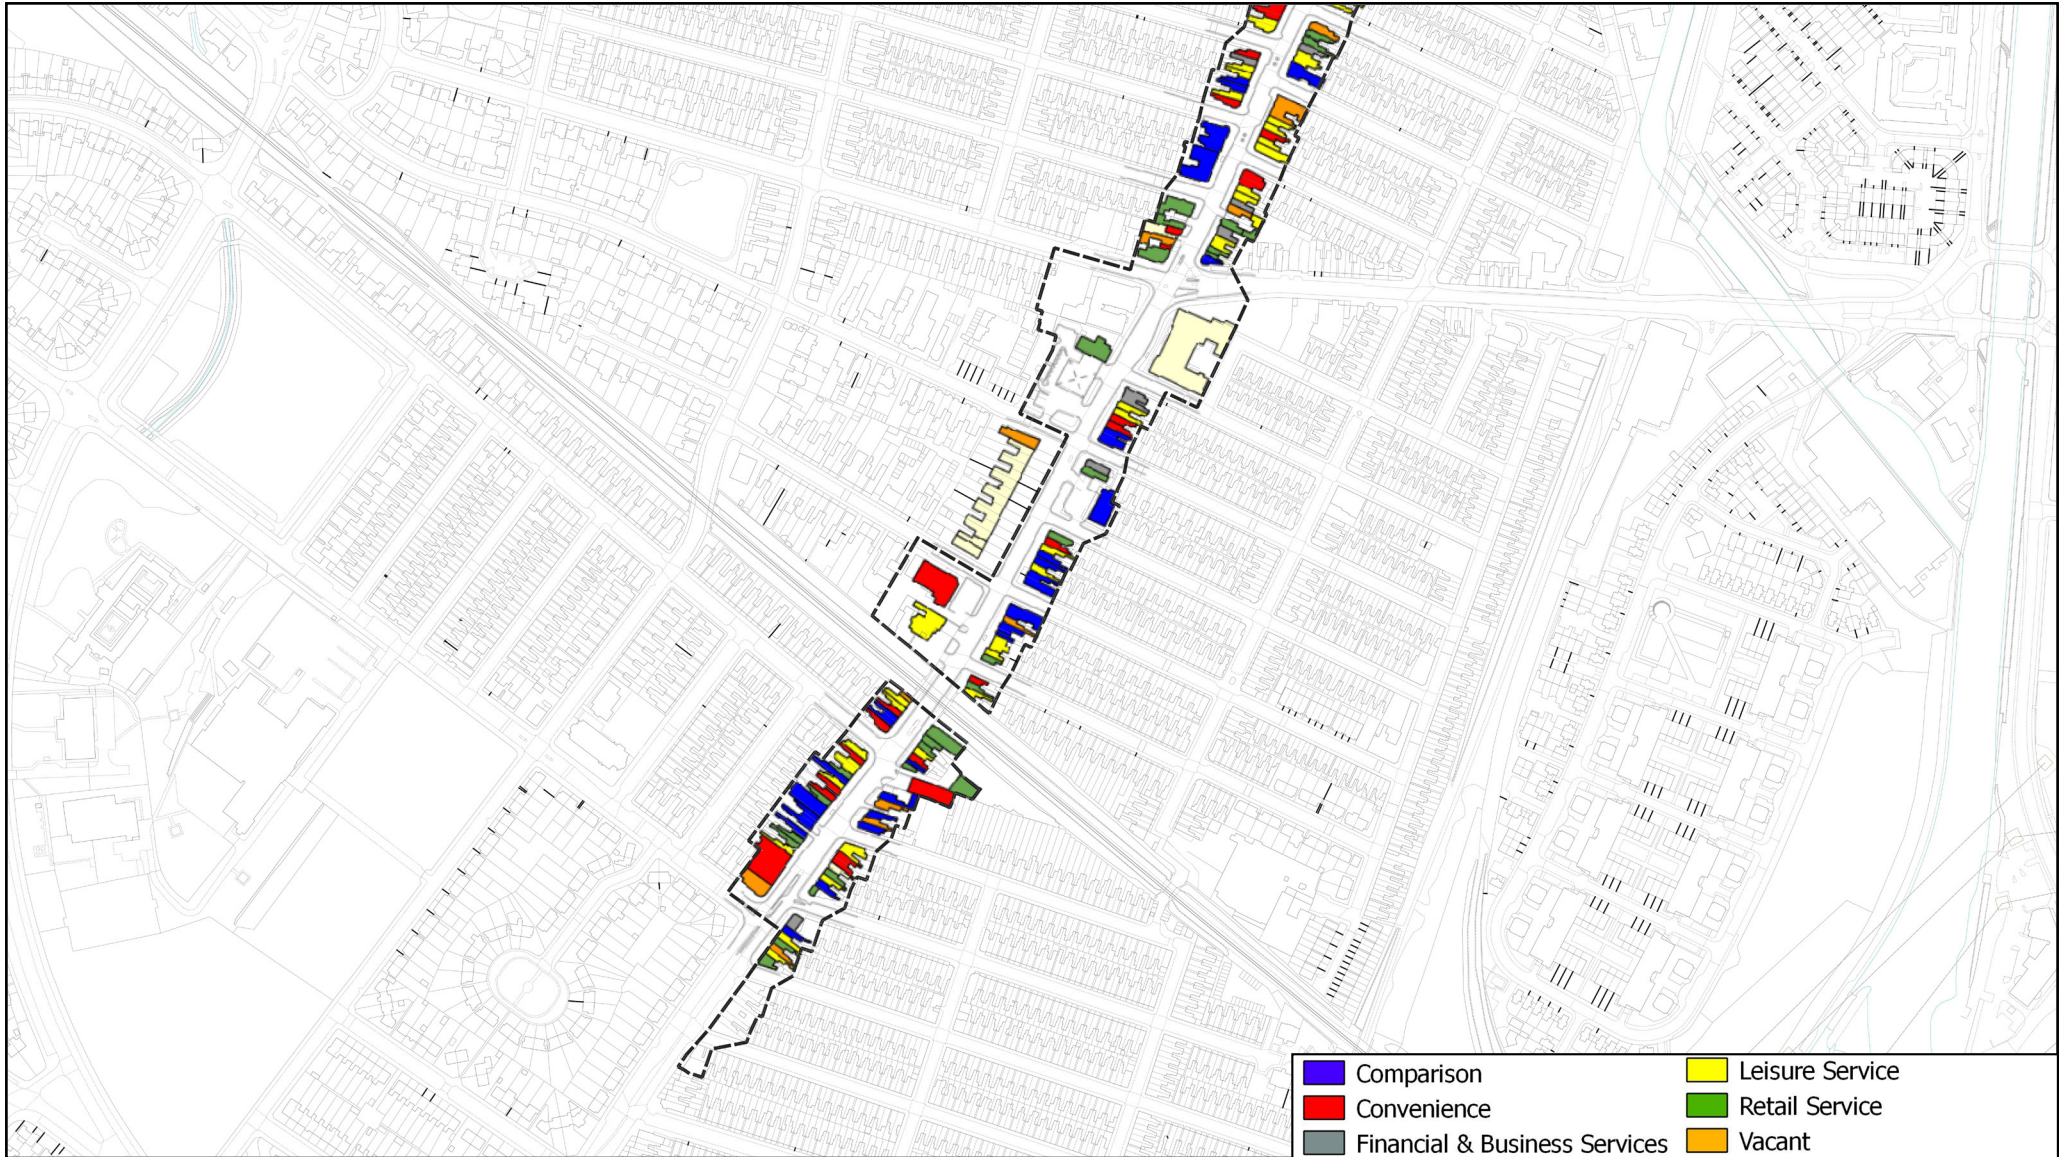 Comparison
Convenience
Financial & Business Services
Leisure Service
Retail Service
Vacant